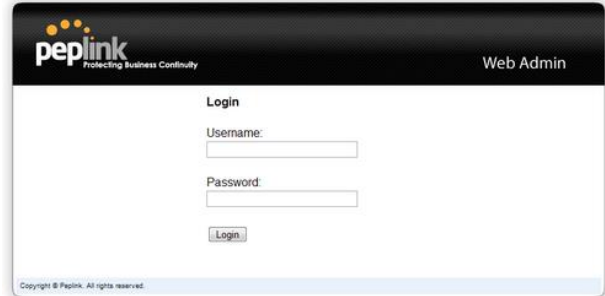 peplink
Protecting Business Continuity
Web Admin
Login
Username:
Password:
Login
Copyright © Peplink. All rights reserved.